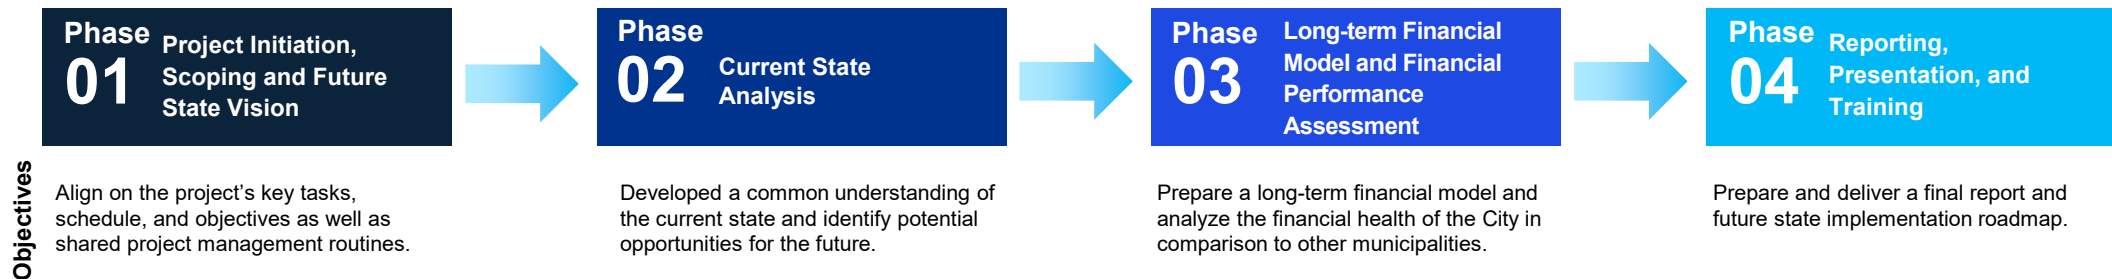 Phase
01
Project Initiation,
Scoping and Future
State Vision
Phase
02
Current State
Analysis
Phase
03
Long-term Financial
Model and Financial
Performance
Assessment
Phase
04
Reporting,
Presentation, and
Training
Objectives
Align on the project's key tasks,
schedule, and objectives as well as
shared project management routines.
Developed a common understanding of
the current state and identify potential
opportunities for the future.
Prepare a long-term financial model and
analyze the financial health of the City in
comparison to other municipalities.
Prepare and deliver a final report and
future state implementation roadmap.